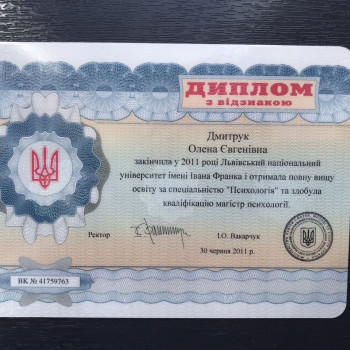 ДИПЛОМ
з відзнакою
Дмитрук
Олена Євгенівна
закінчила у 2011 році Львівський національний
університет імені Івана Франка і отримала повну вищу
освіту за спеціальністю "Психологія" та здобула
кваліфікацію магістр психології.
Ректор
І.О. Вакарчук
30 червня 2011 р.
ВК № 41759763